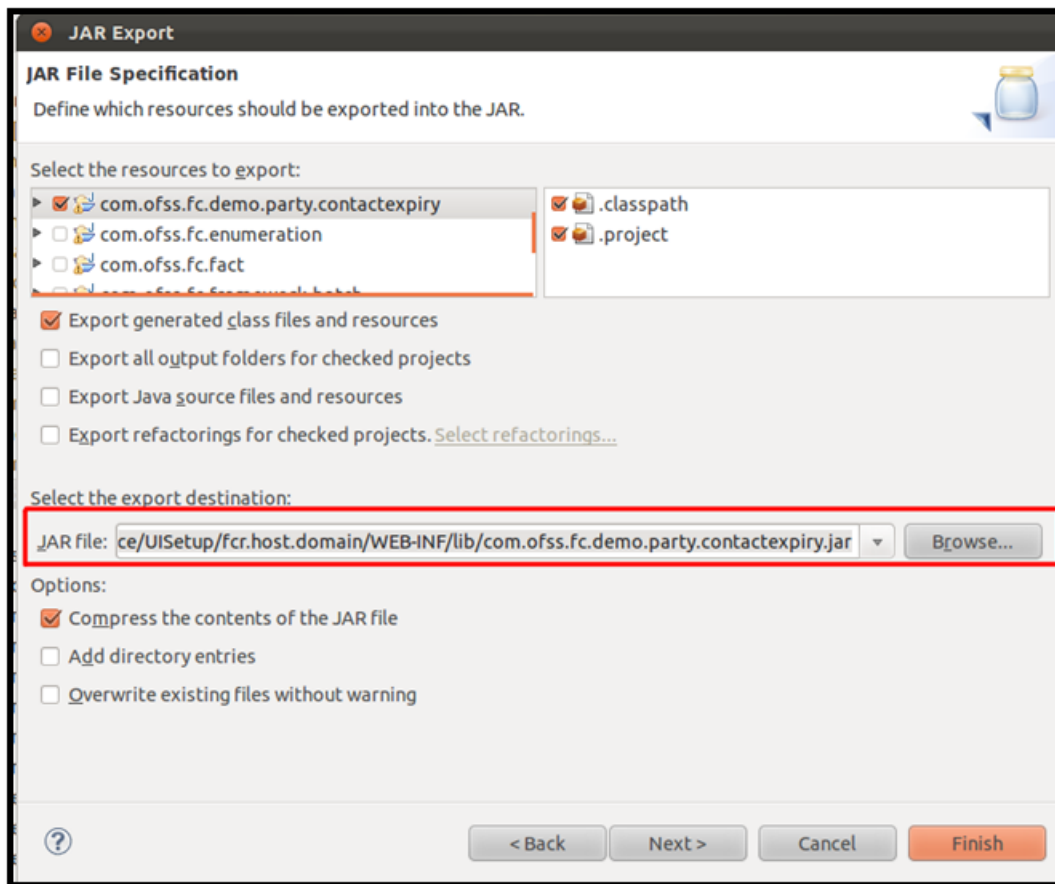 JAR Export
JAR File Specification
Define which resources should be exported into the JAR.
Select the resources to export:
com.ofss.fc.demo.party.contactexpiry
.classpath
com.ofss.fc.enumeration
.project
com.ofss.fc.fact
Export generated class files and resources
Export all output folders for checked projects
Export Java source files and resources
Export refactorings for checked projects. Select refactorings...
Select the export destination:
JAR file: ce/UISetup/fcr.host.domain/WEB-INF/lib/com.ofss.fc.demo.party.contactexpiry.jar Browse...
Options:
Compress the contents of the JAR file
Add directory entries
Overwrite existing files without warning
? < Back Next > Cancel Finish